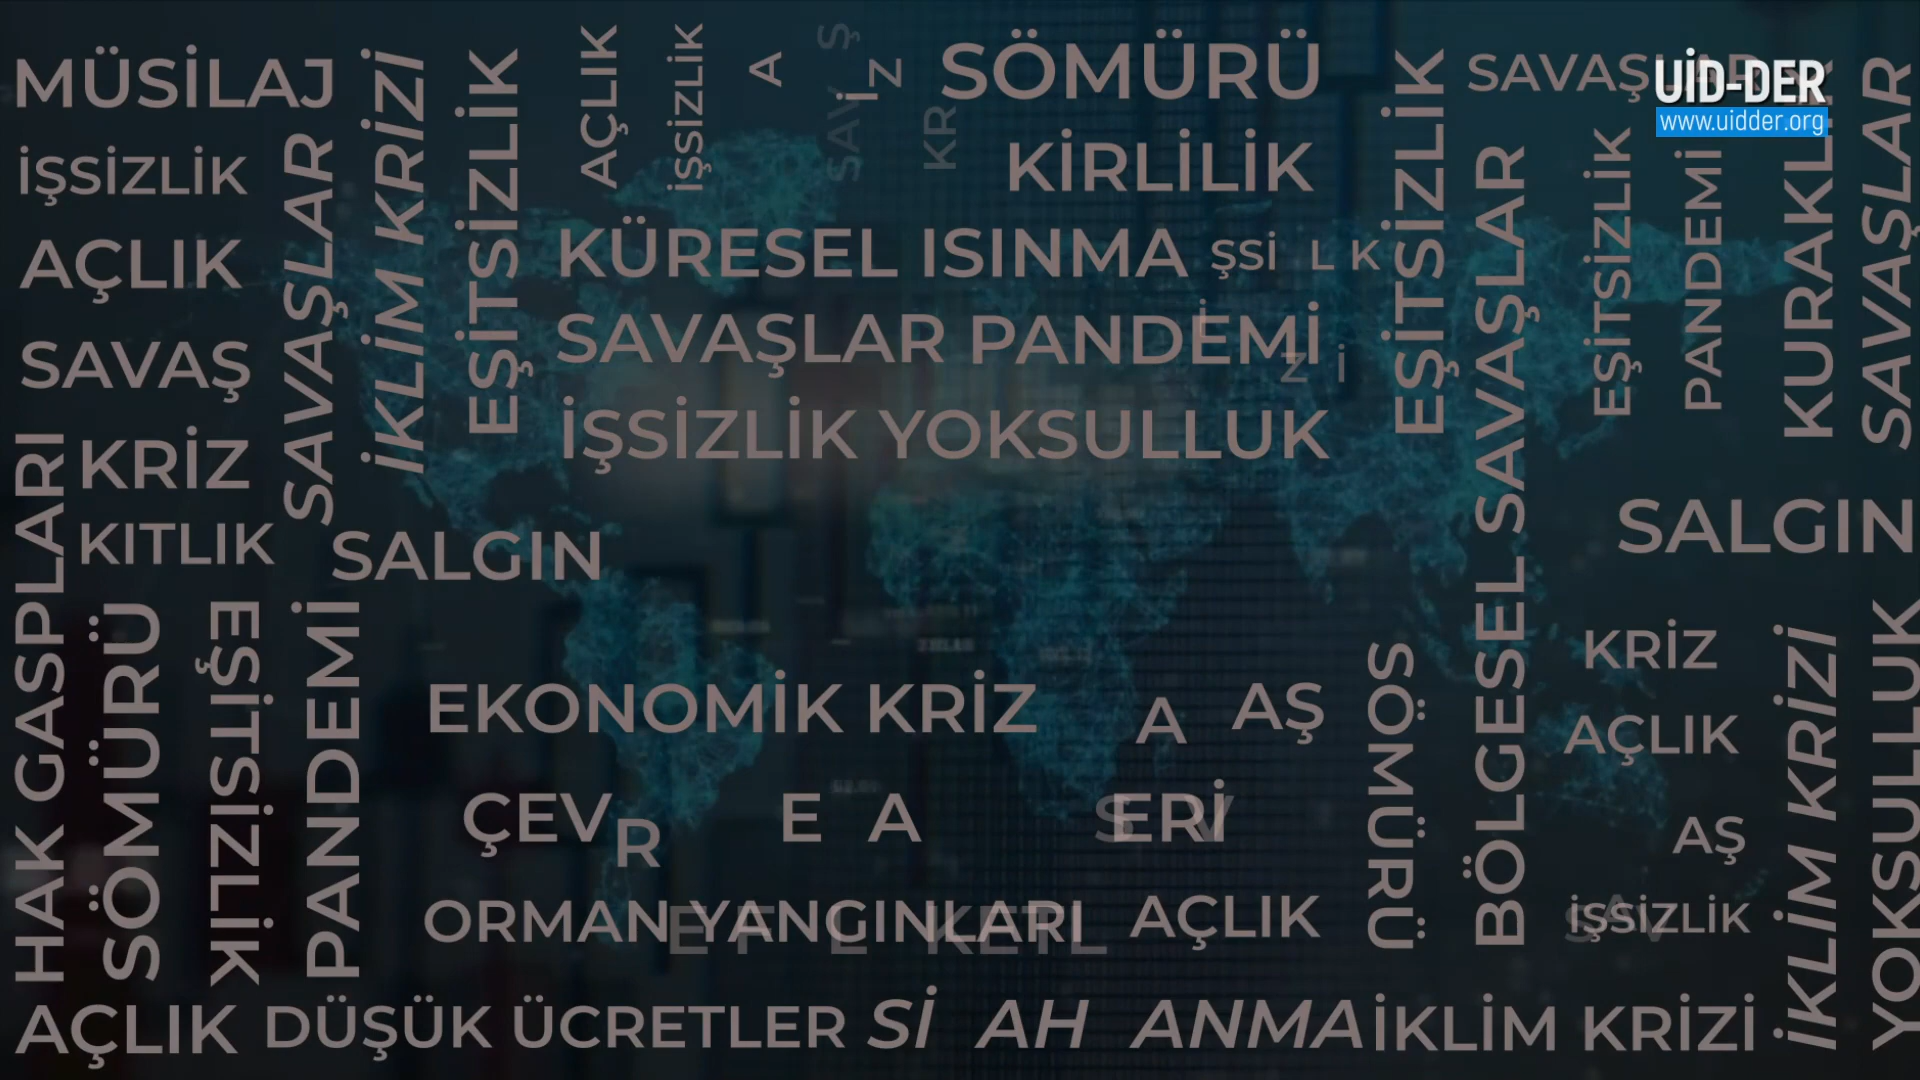 MÜSİLAJ
İŞSİZLİK
AÇLIK
SAVAŞ
KRİZ
KITLIK
HAK GASPLARI
SÖMÜRÜ
EŞİTSİZLİK
PANDEMİ
SAVAŞLAR
İKLİM KRİZİ
EŞİTSİZLİK
AÇLIK
İŞSİZLİK
SÖMÜRÜ
KİRLİLİK
KÜRESEL ISINMA
SAVAŞLAR PANDEMİ
İŞSİZLİK YOKSULLUK
SALGIN
EKONOMİK KRİZ
ORMAN YANGINLARI
AÇLIK
AÇLIK DÜŞÜK ÜCRETLER
İKLİM KRİZİ
EŞİTSİZLİK
SÖMÜRÜ
BÖLGESEL SAVAŞLAR
UİD-DER
www.uidder.org
EŞİTSİZLİK
PANDEMİ
KURAKLIK
SAVAŞLAR
SALGIN
KRİZ
AÇLIK
İŞSİZLİK
İKLİM KRİZİ
YOKSULLUK